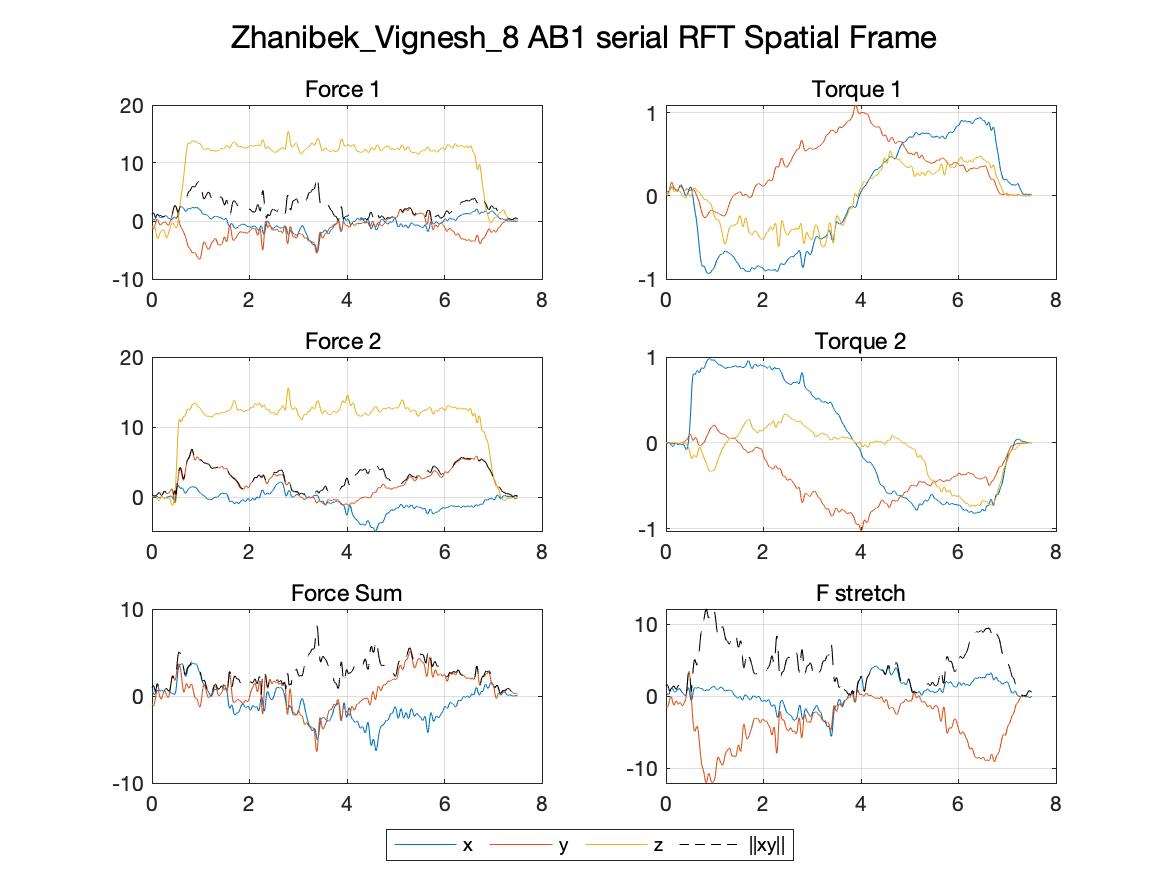 Zhanibek_Vignesh_8 AB1 serial RFT Spatial Frame
Force 1
20
10
0
-10
0 2 4 6 8
Torque 1
1
0
-1
0 2 4 6 8
Force 2
20
10
0
0 2 4 6 8
Torque 2
1
0
-1
0 2 4 6 8
Force Sum
10
0
-10
0 2 4 6 8
F stretch
10
0
-10
0 2 4 6 8
x y z ||xy||